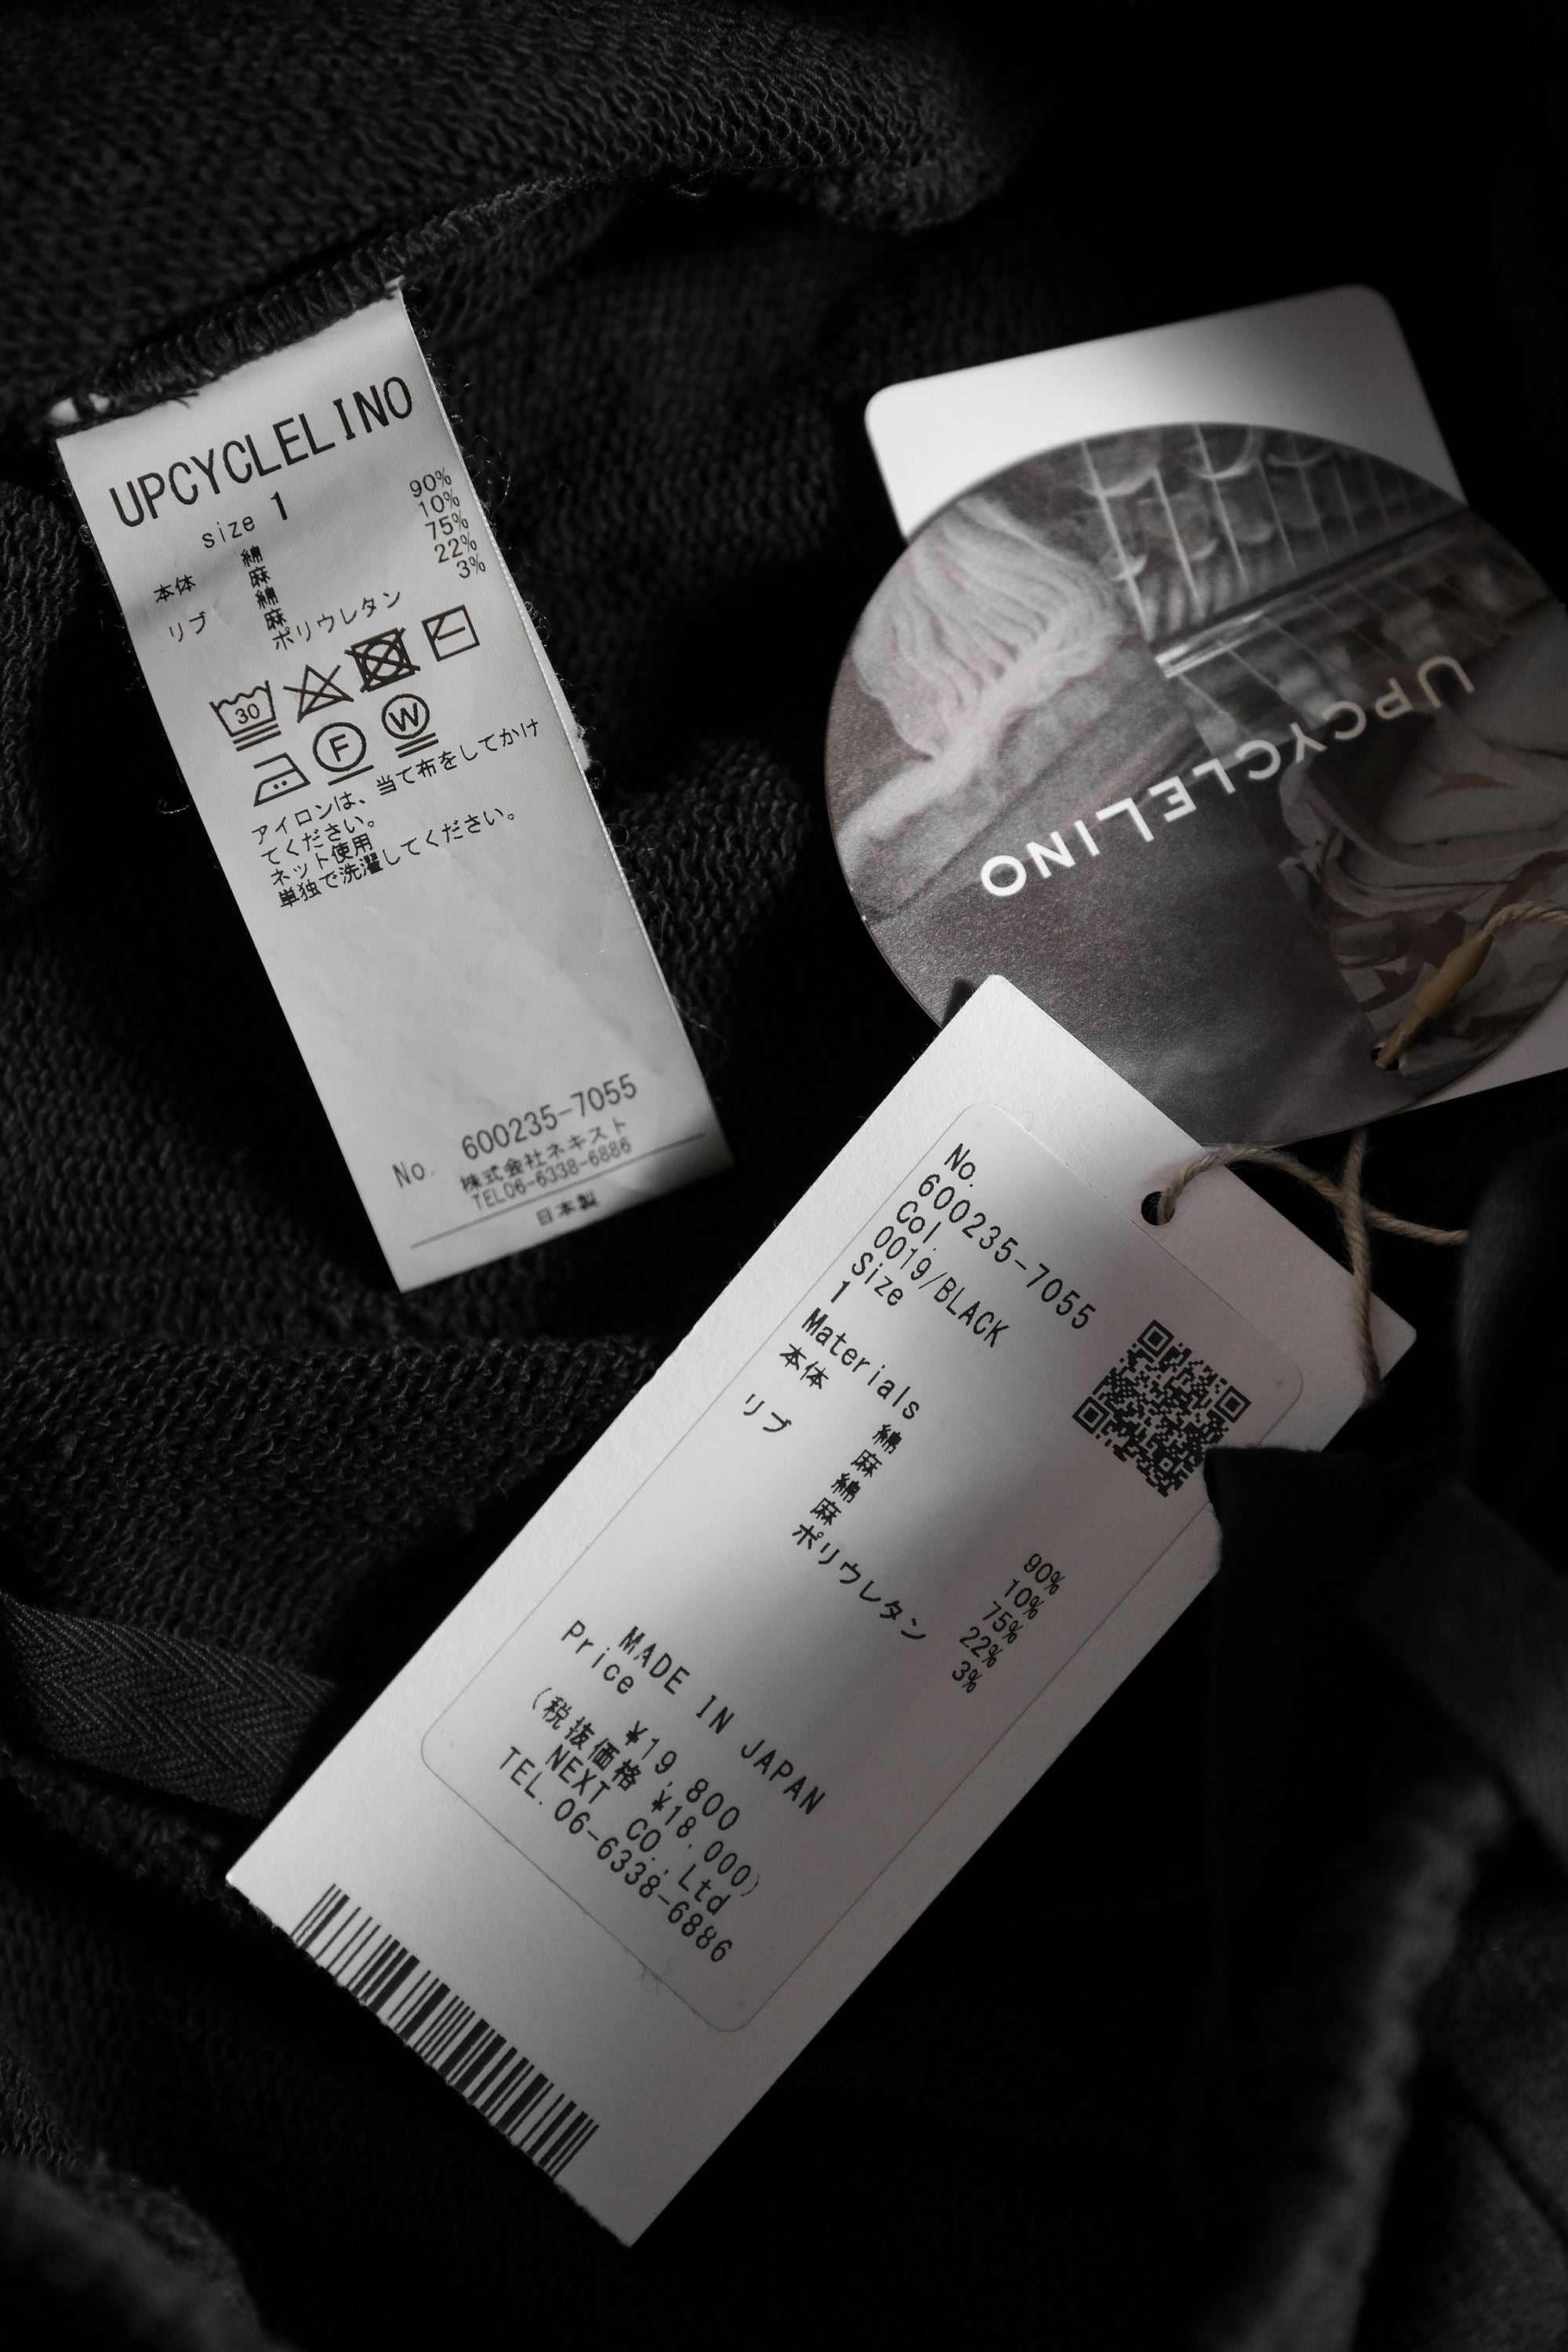 UPCYCLELINO
size 1
本体 綿 90%
麻 10%
リブ 綿 75%
麻 22%
ポリウレタン 3%
30
F W
アイロンは、当て布をしてかけ
てください。
ネット使用
単独で洗濯してください。
No. 600235-7055
株式会社ネキスト
TEL06-6338-6886
日本製
UPCYCLELINO
No.
600235-7055
Col.
0019/BLACK
Size
1
Materials
本体 綿 90%
麻 10%
リブ 綿 75%
麻 22%
ポリウレタン 3%
MADE IN JAPAN
Price ¥19,800
(税抜価格 ¥18,000)
NEXT CO.,Ltd
TEL.06-6338-6886